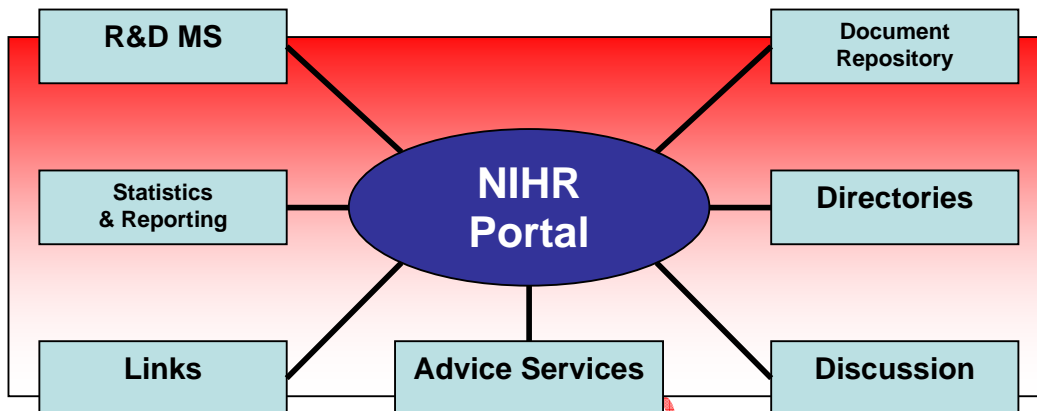 R&D MS
Document
Repository
NIHR
Portal
Statistics
& Reporting
Directories
Links
Advice Services
Discussion